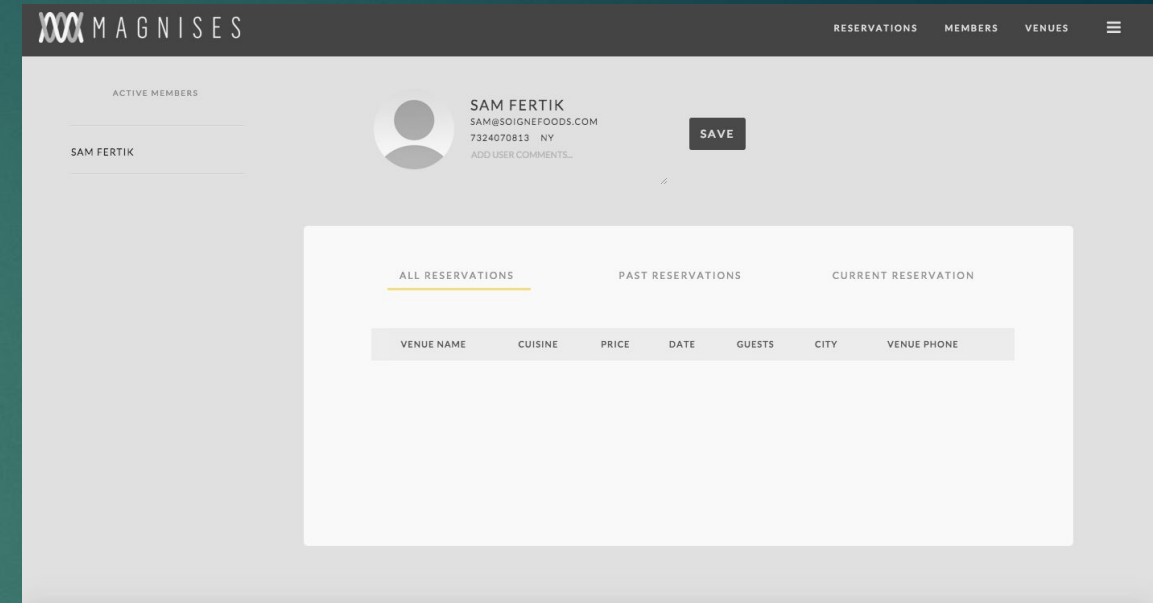 MAGNISES
RESERVATIONS MEMBERS VENUES
ACTIVE MEMBERS
SAM FERTIK
SAM FERTIK
SAM@SOIGNEFOODS.COM
7324070813 NY
ADD USER COMMENTS...
SAVE
ALL RESERVATIONS PAST RESERVATIONS CURRENT RESERVATION
VENUE NAME CUISINE PRICE DATE GUESTS CITY VENUE PHONE